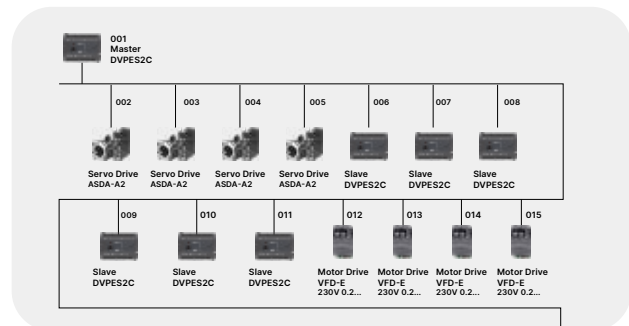 001
Master
DVPES2C
002
003
004
005
006
007
008
Servo Drive
ASDA-A2
Servo Drive
ASDA-A2
Servo Drive
ASDA-A2
Servo Drive
ASDA-A2
Slave
DVPES2C
Slave
DVPES2C
Slave
DVPES2C
009
010
011
012
013
014
015
Slave
DVPES2C
Slave
DVPES2C
Slave
DVPES2C
Motor Drive
VFD-E
230V 0.2...
Motor Drive
VFD-E
230V 0.2...
Motor Drive
VFD-E
230V 0.2...
Motor Drive
VFD-E
230V 0.2...